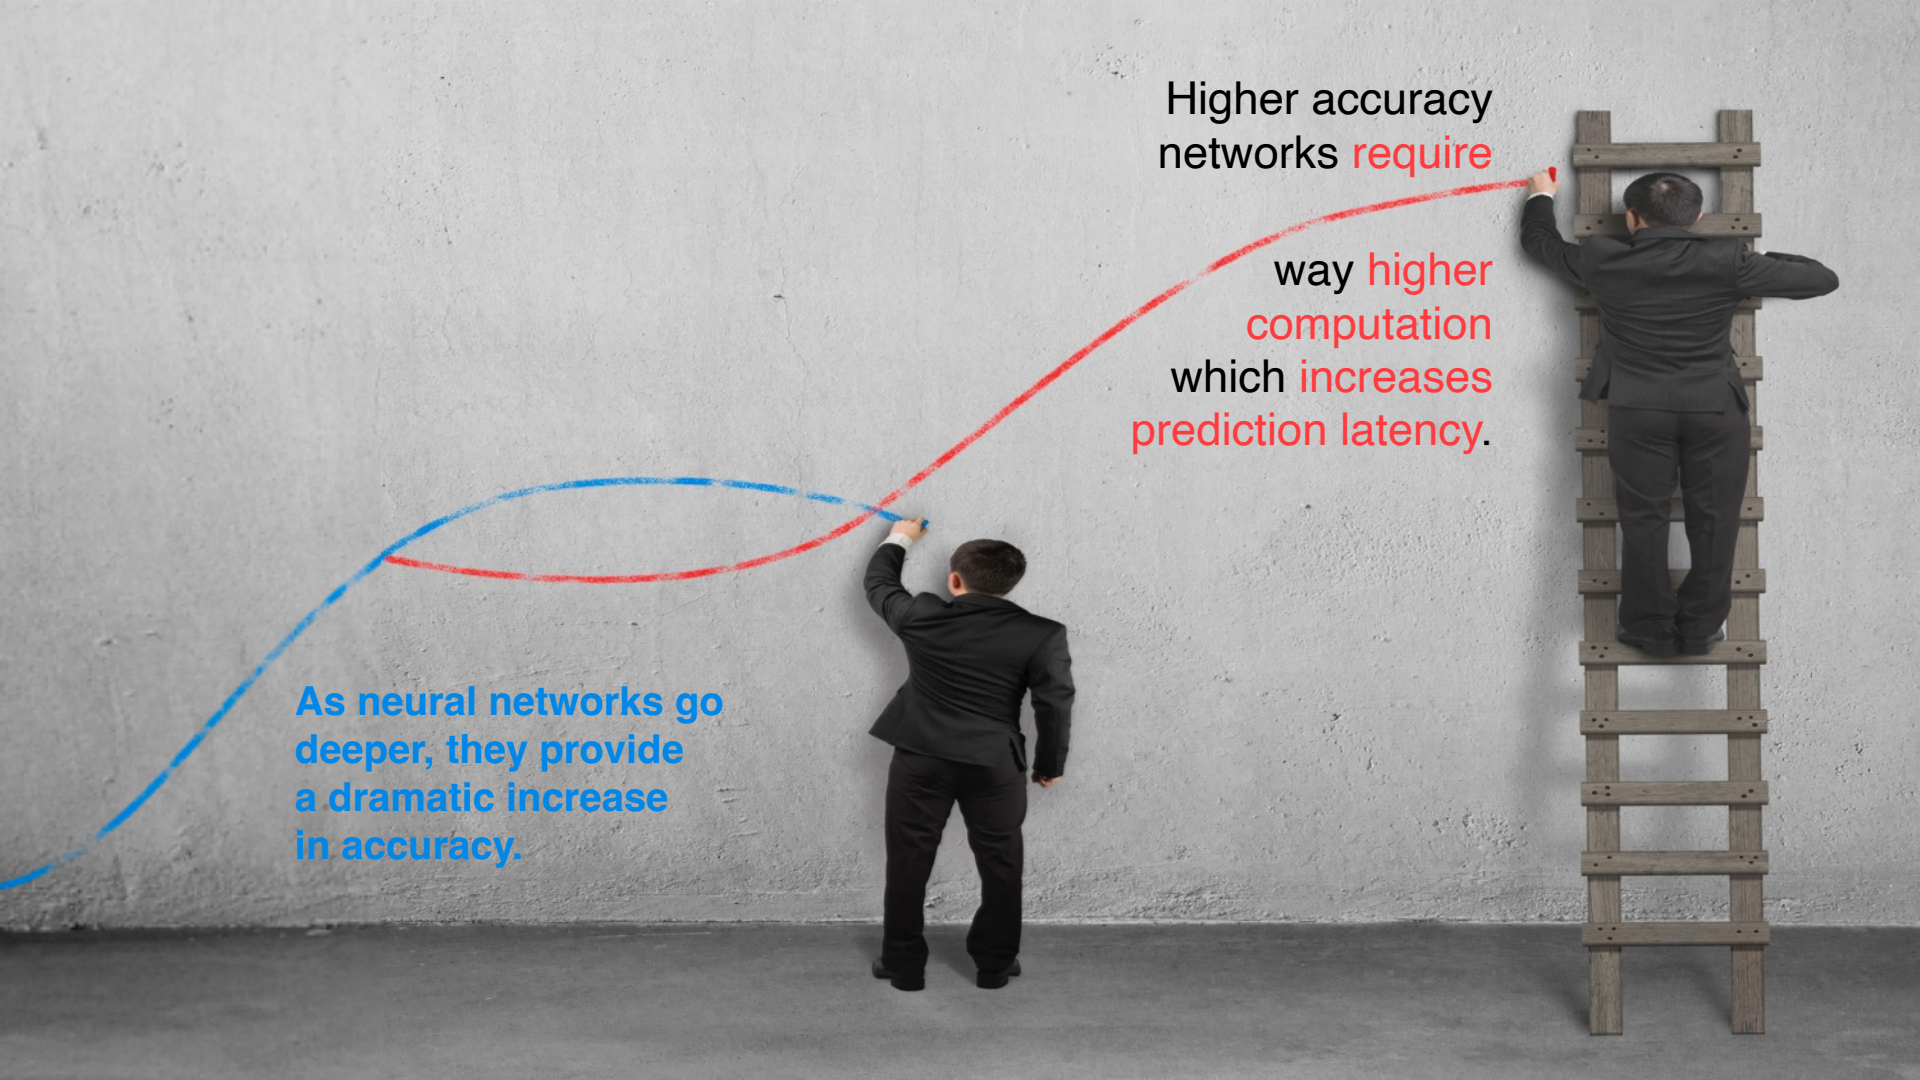 Higher accuracy
networks require
way higher
computation
which increases
prediction latency.
As neural networks go
deeper, they provide
a dramatic increase
in accuracy.